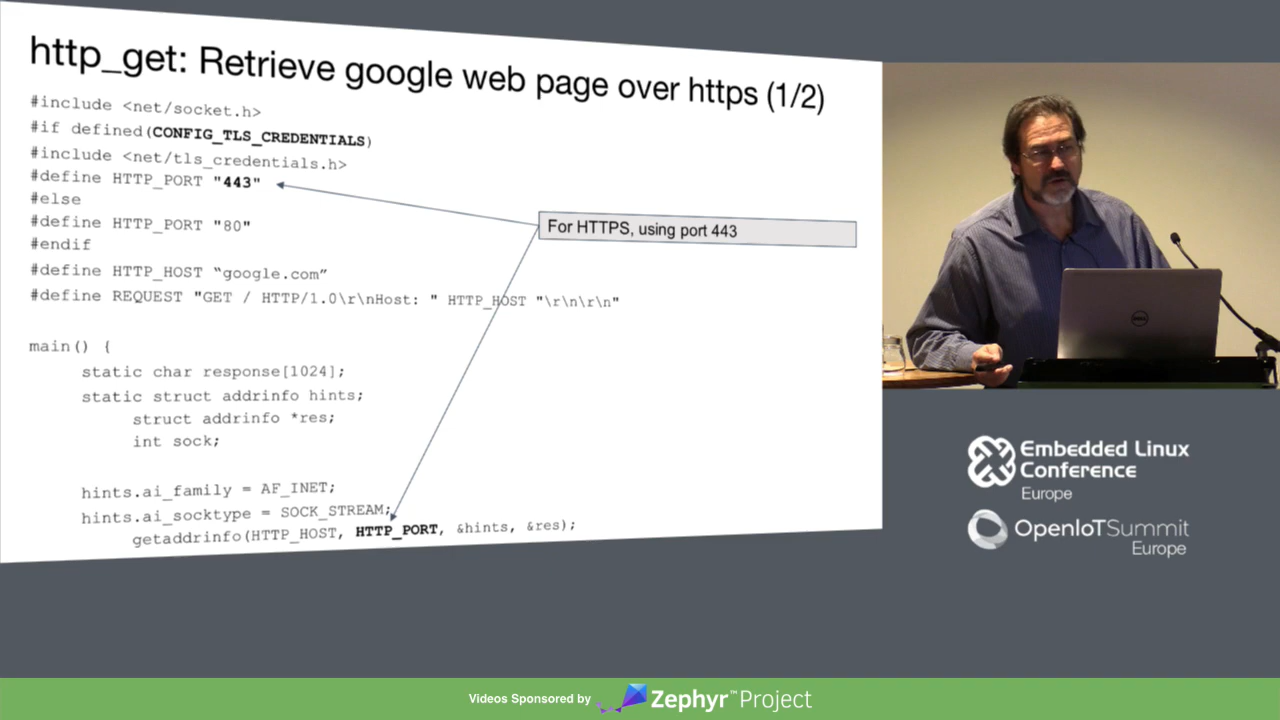 http_get: Retrieve google web page over https (1/2)
#include <net/socket.h>
#if defined(CONFIG_TLS_CREDENTIALS)
#include <net/tls_credentials.h>
#define HTTP_PORT "443"
#else
#define HTTP_PORT "80"
#endif
#define HTTP_HOST “google.com”
#define REQUEST "GET / HTTP/1.0\r\nHost: " HTTP_HOST "\r\n\r\n"
main() {
static char response[1024];
static struct addrinfo hints;
struct addrinfo *res;
int sock;
hints.ai_family = AF_INET;
hints.ai_socktype = SOCK_STREAM;
getaddrinfo(HTTP_HOST, HTTP_PORT, &hints, &res);
For HTTPS, using port 443
DELL
Embedded Linux
Conference
Europe
OpenIoTSummit
Europe
Videos Sponsored by Zephyr™Project